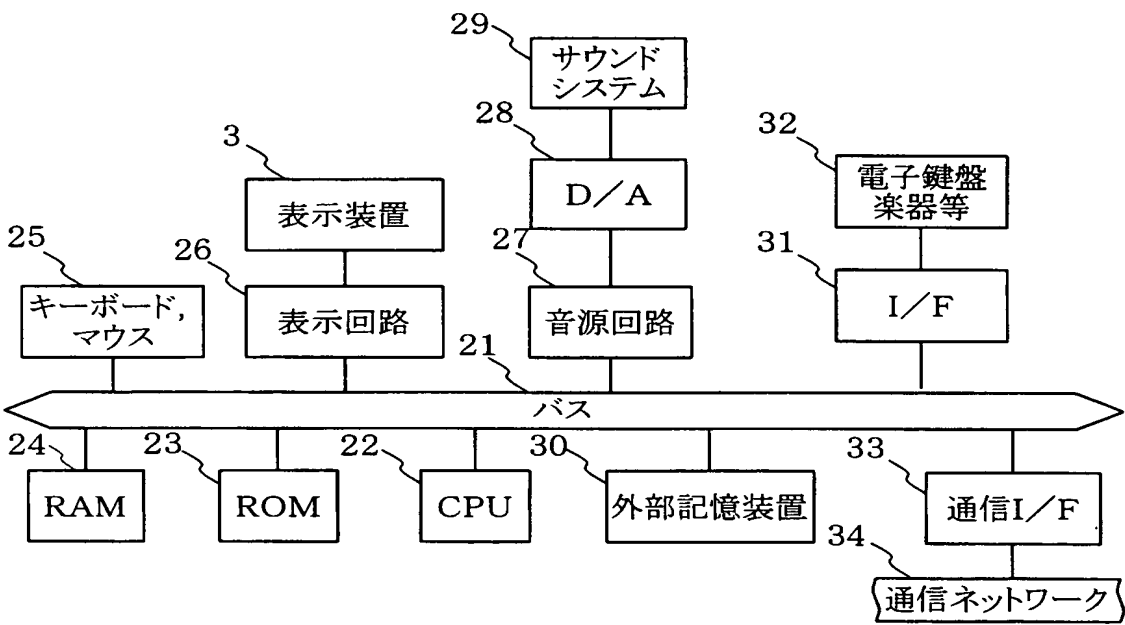 29
サウンド
システム
28
D/A
32
電子鍵盤
楽器等
3
表示装置
27
31
25
キーボード,
マウス
26
表示回路
音源回路
I/F
21
バス
24
RAM
23
ROM
22
CPU
30
外部記憶装置
33
通信I/F
34
通信ネットワーク